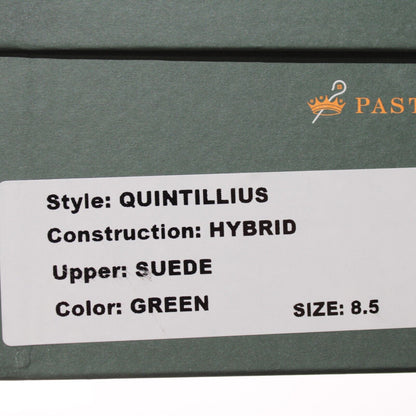 PAST
Style: QUINTILLIUS
Construction: HYBRID
Upper: SUEDE
Color: GREEN
SIZE: 8.5